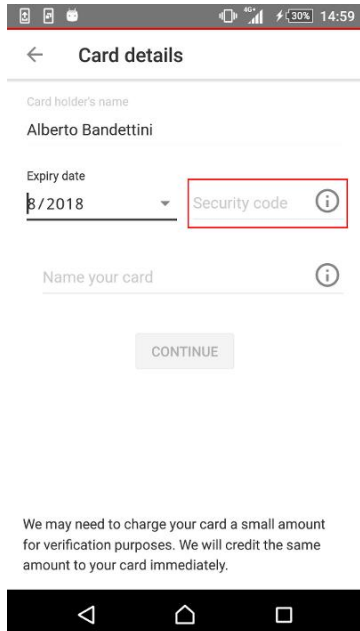 4G+ 30% 14:59
Card details
Card holder's name
Alberto Bandettini
Expiry date
8/2018 Security code
Name your card
CONTINUE
We may need to charge your card a small amount
for verification purposes. We will credit the same
amount to your card immediately.